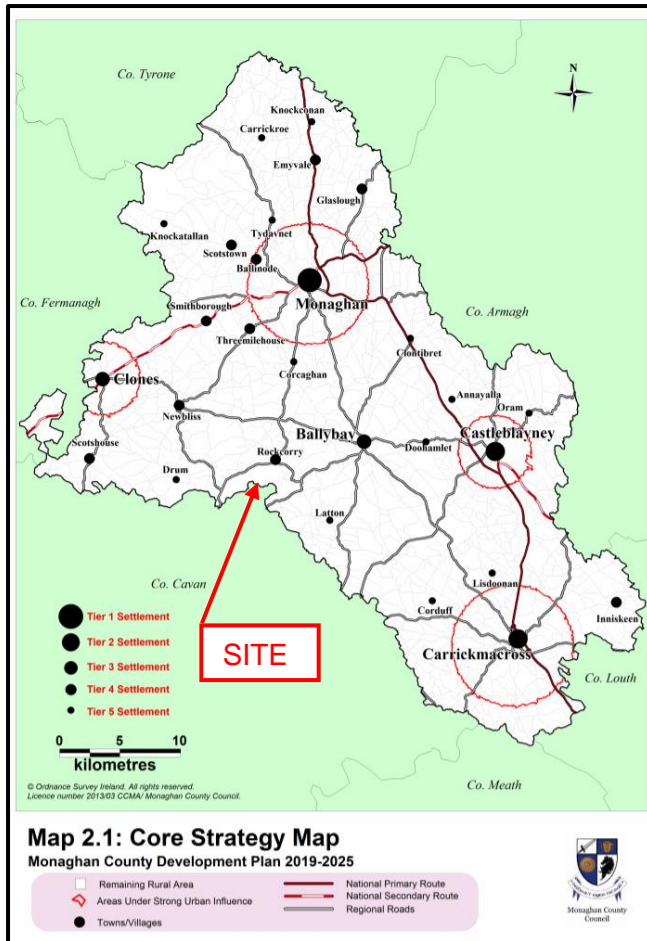 Co. Tyrone
N
Knockconan
Carrickroe
Emyvale
Glaslough
Knockatallan
Tydavnet
Scotstown
Ballinode
Co. Fermanagh
Monaghan
Co. Armagh
Smithborough
Threemilehouse
Clontibret
Corcaghan
Clones
Annayalla
Oram
Newbliss
Ballybay
Castleblayney
Doohamlet
Scotshouse
Rockcorry
Drum
Latton
Co. Cavan
Lisdoonan
Corduff
Inniskeen
SITE
Carrickmacross
Co. Louth
Tier 1 Settlement
Tier 2 Settlement
Tier 3 Settlement
Tier 4 Settlement
Tier 5 Settlement
0 5 10
kilometres
Co. Meath
© Ordnance Survey Ireland. All rights reserved.
Licence number 2013/03 CCMA/ Monaghan County Council.
Map 2.1: Core Strategy Map
Monaghan County Development Plan 2019-2025
Remaining Rural Area
Areas Under Strong Urban Influence
Towns/Villages
National Primary Route
National Secondary Route
Regional Roads
Monaghan County
Council